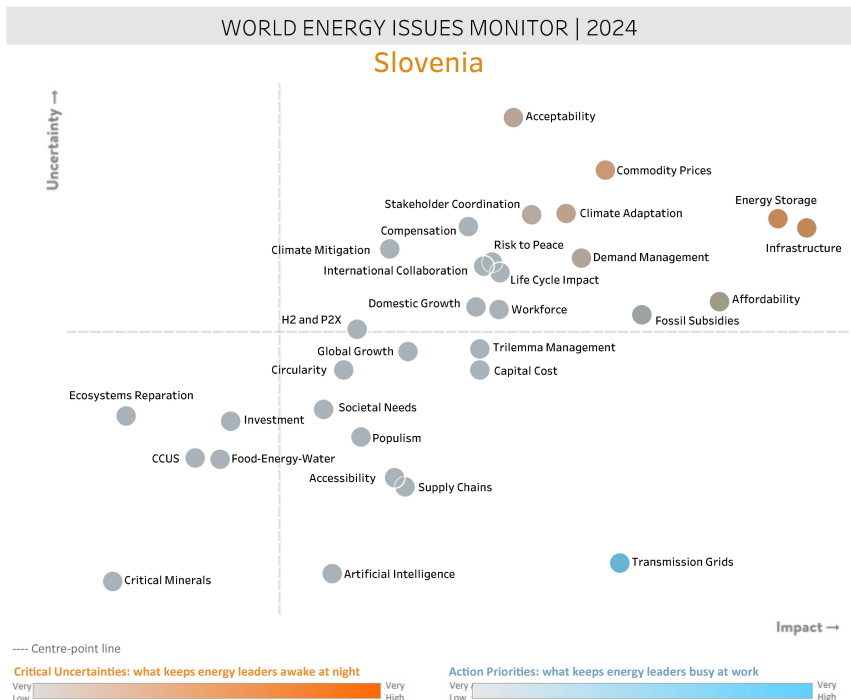 WORLD ENERGY ISSUES MONITOR | 2024
Slovenia
Uncertainty →
Acceptability
Commodity Prices
Energy Storage
Stakeholder Coordination
Climate Adaptation
Compensation
Infrastructure
Risk to Peace
Climate Mitigation
Demand Management
International Collaboration
Life Cycle Impact
Affordability
Domestic Growth
Workforce
H2 and P2X
Fossil Subsidies
Global Growth
Trilemma Management
Circularity
Capital Cost
Ecosystems Reparation
Societal Needs
Investment
Populism
CCUS
Food-Energy-Water
Accessibility
Supply Chains
Transmission Grids
Critical Minerals
Artificial Intelligence
Impact →
---- Centre-point line
Critical Uncertainties: what keeps energy leaders awake at night
Action Priorities: what keeps energy leaders busy at work
Very
Low
Very
High
Very
Low
Very
High